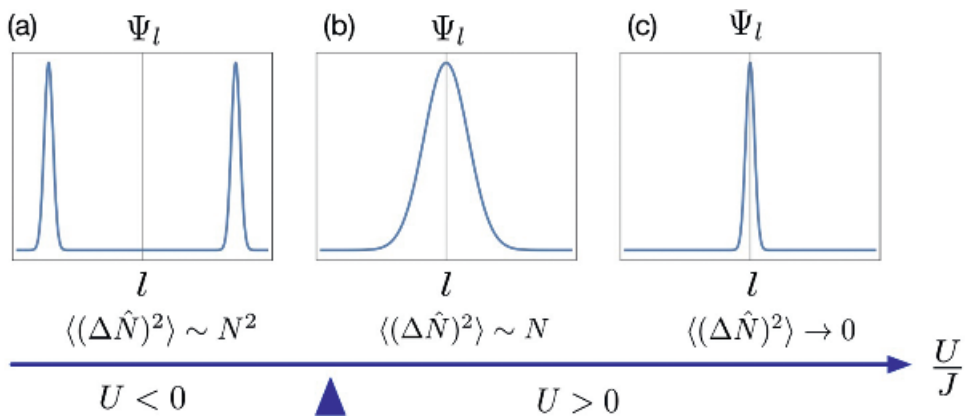 (a) Ψ_l (b) Ψ_l (c) Ψ_l
l l l
⟨(ΔN̂)²⟩ ∼ N² ⟨(ΔN̂)²⟩ ∼ N ⟨(ΔN̂)²⟩ → 0
U/J
U < 0 U > 0